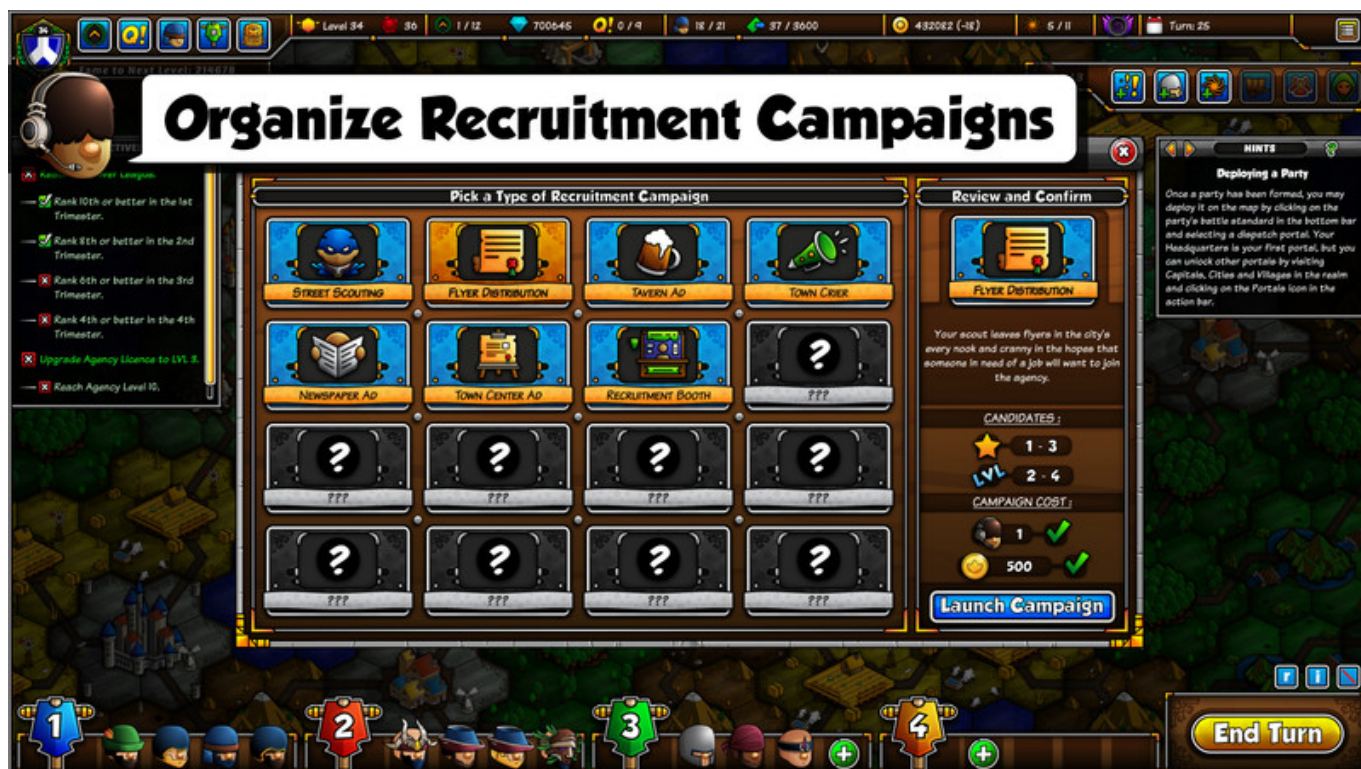 34
Level 34
36
1 / 12
700645
Q! 0 / 9
18 / 21
37 / 3600
432082 (-18)
5 / 11
Turn: 25
Q!
Fame to Next Level: 214678
Organize Recruitment Campaigns
Rank 10th or better in the 1st
Trimester.
Rank 8th or better in the 2nd
Trimester.
Rank 6th or better in the 3rd
Trimester.
Rank 4th or better in the 4th
Trimester.
Upgrade Agency Licence to LVL 3.
Reach Agency Level 10.
Pick a Type of Recruitment Campaign
STREET SCOUTING
FLYER DISTRIBUTION
TAVERN AD
TOWN CRIER
NEWSPAPER AD
TOWN CENTER AD
RECRUITMENT BOOTH
?
???
?
???
?
???
?
???
?
???
?
???
?
???
?
???
?
???
Review and Confirm
FLYER DISTRIBUTION
Your scout leaves flyers in the city's
every nook and cranny in the hopes that
someone in need of a job will want to join
the agency.
CANDIDATES :
1 - 3
LVL 2 - 4
CAMPAIGN COST :
1
500
Launch Campaign
HINTS
Deploying a Party
Once a party has been formed, you may
deploy it on the map by clicking on the
party's battle standard in the bottom bar
and selecting a dispatch portal. Your
Headquarters is your first portal, but you
can unlock other portals by visiting
Capitals, Cities and Villages in the realm
and clicking on the Portals icon in the
action bar.
r i
1
2
3
4
End Turn